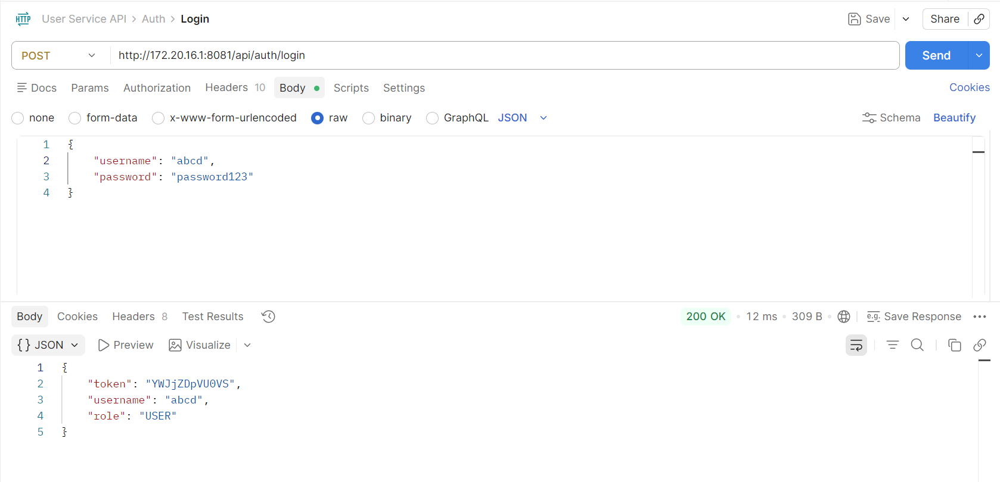 HTTP User Service API > Auth > Login Save Share
POST http://172.20.16.1:8081/api/auth/login Send
Docs Params Authorization Headers 10 Body Scripts Settings Cookies
none form-data x-www-form-urlencoded raw binary GraphQL JSON Schema Beautify
1 {
2 "username": "abcd",
3 "password": "password123"
4 }
Body Cookies Headers 8 Test Results 200 OK • 12 ms • 309 B • e.g. Save Response
{} JSON Preview Visualize
1 {
2 "token": "YWJjZDpVU0VS",
3 "username": "abcd",
4 "role": "USER"
5 }